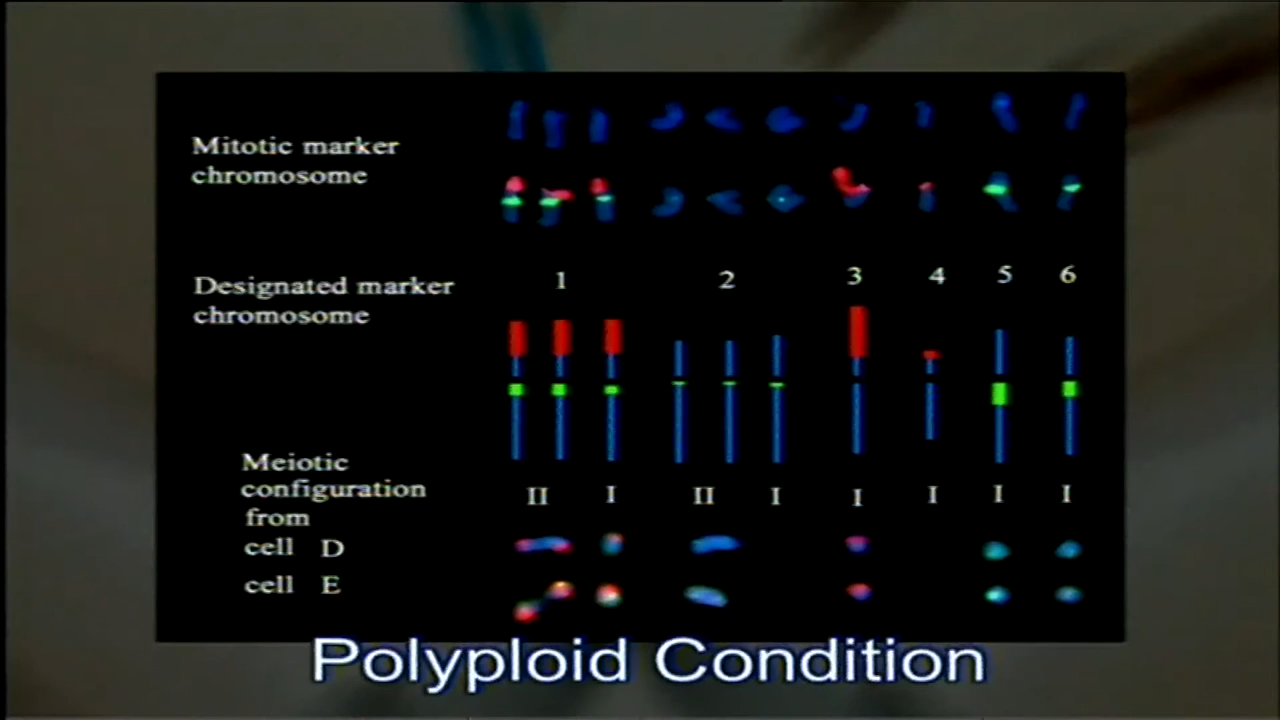 Mitotic marker
chromosome
1 2 3 4 5 6
Designated marker
chromosome
Meiotic
configuration
from
II I II I I I I I
cell D
cell E
Polyploid Condition